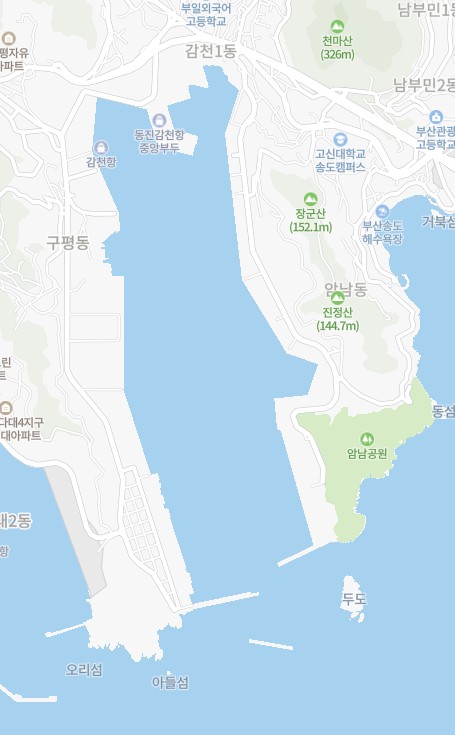 부일외국어
고등학교
남부민1동
천마산
(326m)
감천1동
평자유
아파트
남부민2동
동진감천항
중앙부두
감천항
고신대학교
송도캠퍼스
부산관광
고등학교
장군산
(152.1m)
부산송도
해수욕장
거북섬
구평동
암남동
진정산
(144.7m)
트
다대4지구
대아파트
동섬
암남공원
대2동
항
두도
오리섬
아들섬